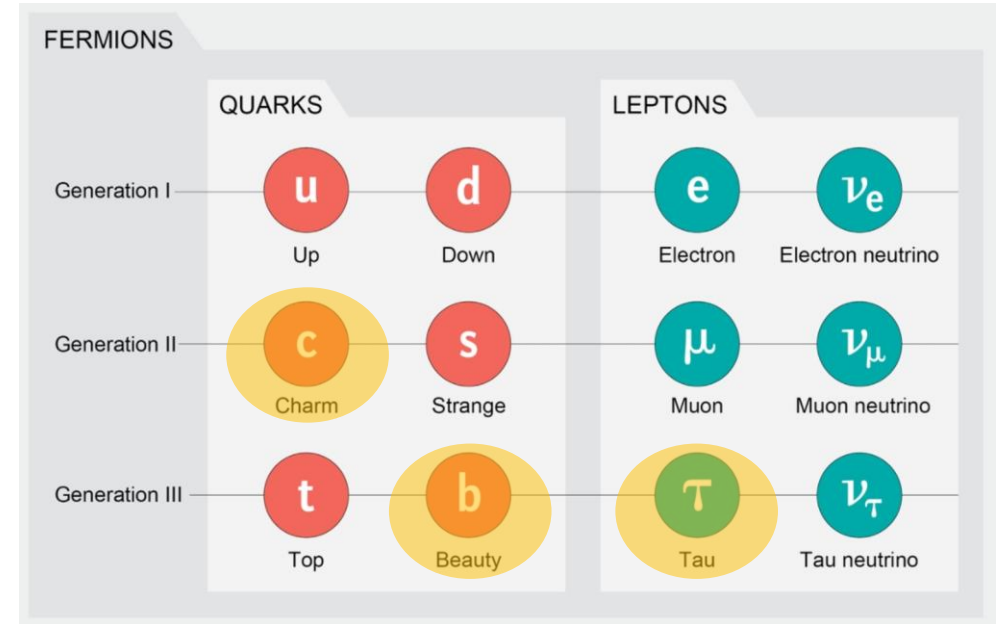 FERMIONS
QUARKS LEPTONS
Generation I u d e νe
Up Down Electron Electron neutrino
Generation II c s μ νμ
Charm Strange Muon Muon neutrino
Generation III t b τ ντ
Top Beauty Tau Tau neutrino